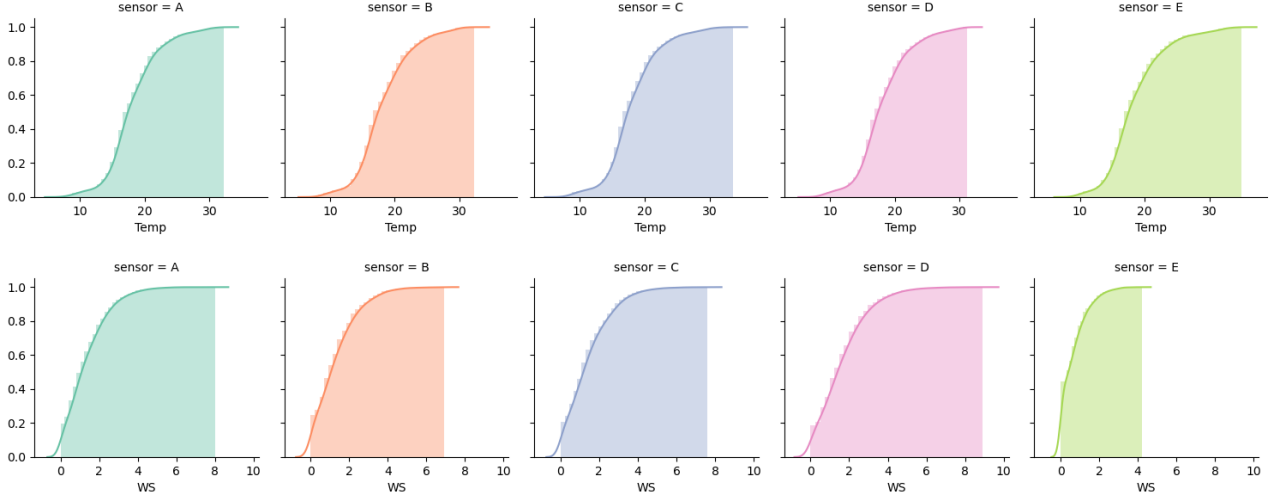 sensor = A sensor = B sensor = C sensor = D sensor = E
1.0
0.8
0.6
0.4
0.2
0.0
10 20 30 10 20 30 10 20 30 10 20 30 10 20 30
Temp Temp Temp Temp Temp
sensor = A sensor = B sensor = C sensor = D sensor = E
1.0
0.8
0.6
0.4
0.2
0.0
0 2 4 6 8 10 0 2 4 6 8 10 0 2 4 6 8 10 0 2 4 6 8 10 0 2 4 6 8 10
WS WS WS WS WS